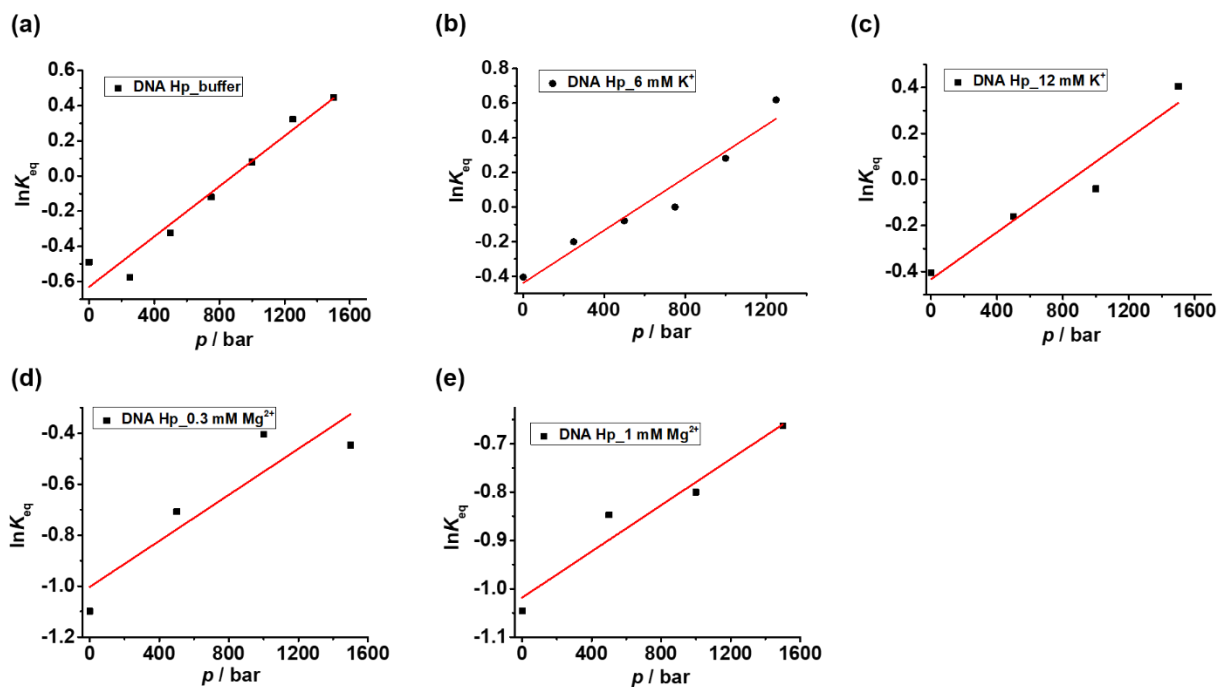 (a)
DNA Hp_buffer
0.6
0.4
0.2
0.0
-0.2
-0.4
-0.6
lnKeq
0 400 800 1200 1600
p / bar
(b)
DNA Hp_6 mM K+
0.8
0.6
0.4
0.2
0.0
-0.2
-0.4
lnKeq
0 400 800 1200
p / bar
(c)
DNA Hp_12 mM K+
0.4
0.2
0.0
-0.2
-0.4
lnKeq
0 400 800 1200 1600
p / bar
(d)
DNA Hp_0.3 mM Mg2+
-0.4
-0.6
-0.8
-1.0
-1.2
lnKeq
0 400 800 1200 1600
p / bar
(e)
DNA Hp_1 mM Mg2+
-0.7
-0.8
-0.9
-1.0
-1.1
lnKeq
0 400 800 1200 1600
p / bar